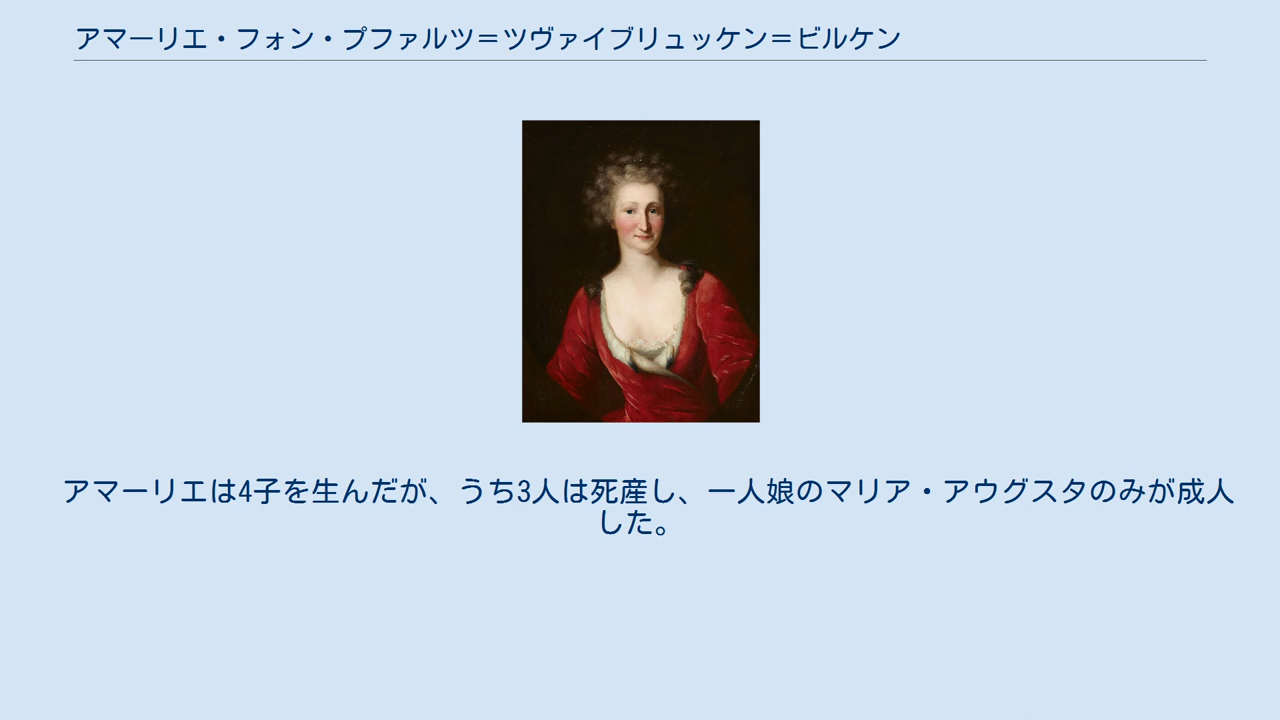 アマーリエ・フォン・プファルツ＝ツヴァイブリュッケン＝ビルケン
アマーリエは4子を生んだが、うち3人は死産し、一人娘のマリア・アウグスタのみが成人
した。